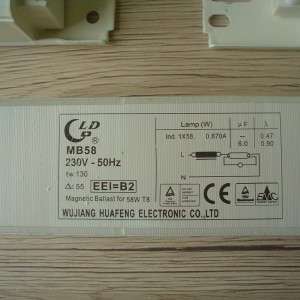 LDP ®
MB58
230V - 50Hz
tw 130
Δt 55 EEI=B2
Magnetic Ballast for 58W T8
Lamp (W) μF λ
Ind. 1X58, 0.670A -- 0.47
6.0 0.90
L
N
WUJIANG HUAFENG ELECTRONIC CO.,LTD